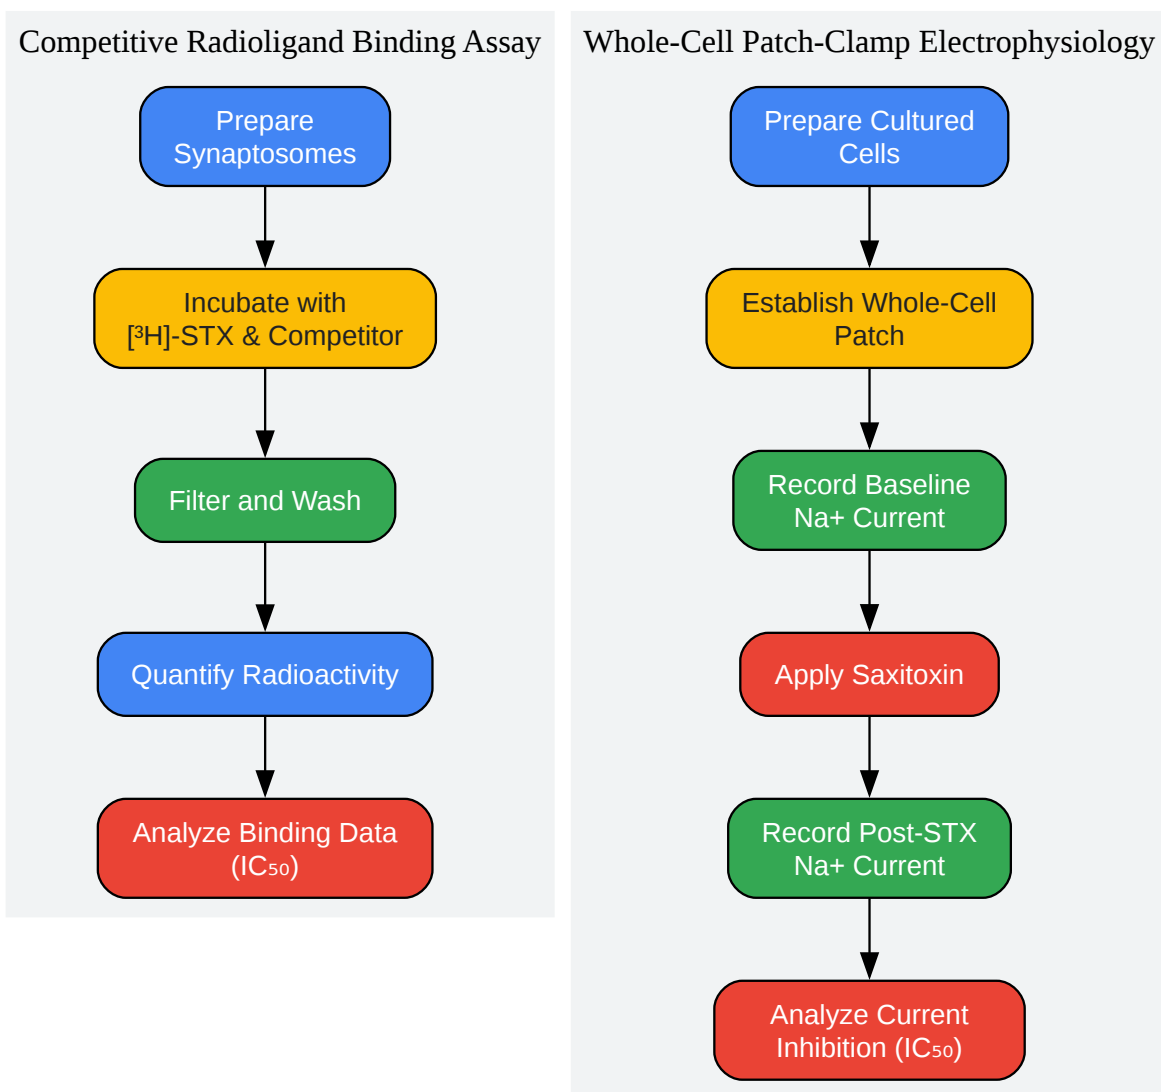 Competitive Radioligand Binding Assay
Prepare
Synaptosomes
Incubate with
[³H]-STX & Competitor
Filter and Wash
Quantify Radioactivity
Analyze Binding Data
(IC₅₀)
Whole-Cell Patch-Clamp Electrophysiology
Prepare Cultured
Cells
Establish Whole-Cell
Patch
Record Baseline
Na+ Current
Apply Saxitoxin
Record Post-STX
Na+ Current
Analyze Current
Inhibition (IC₅₀)